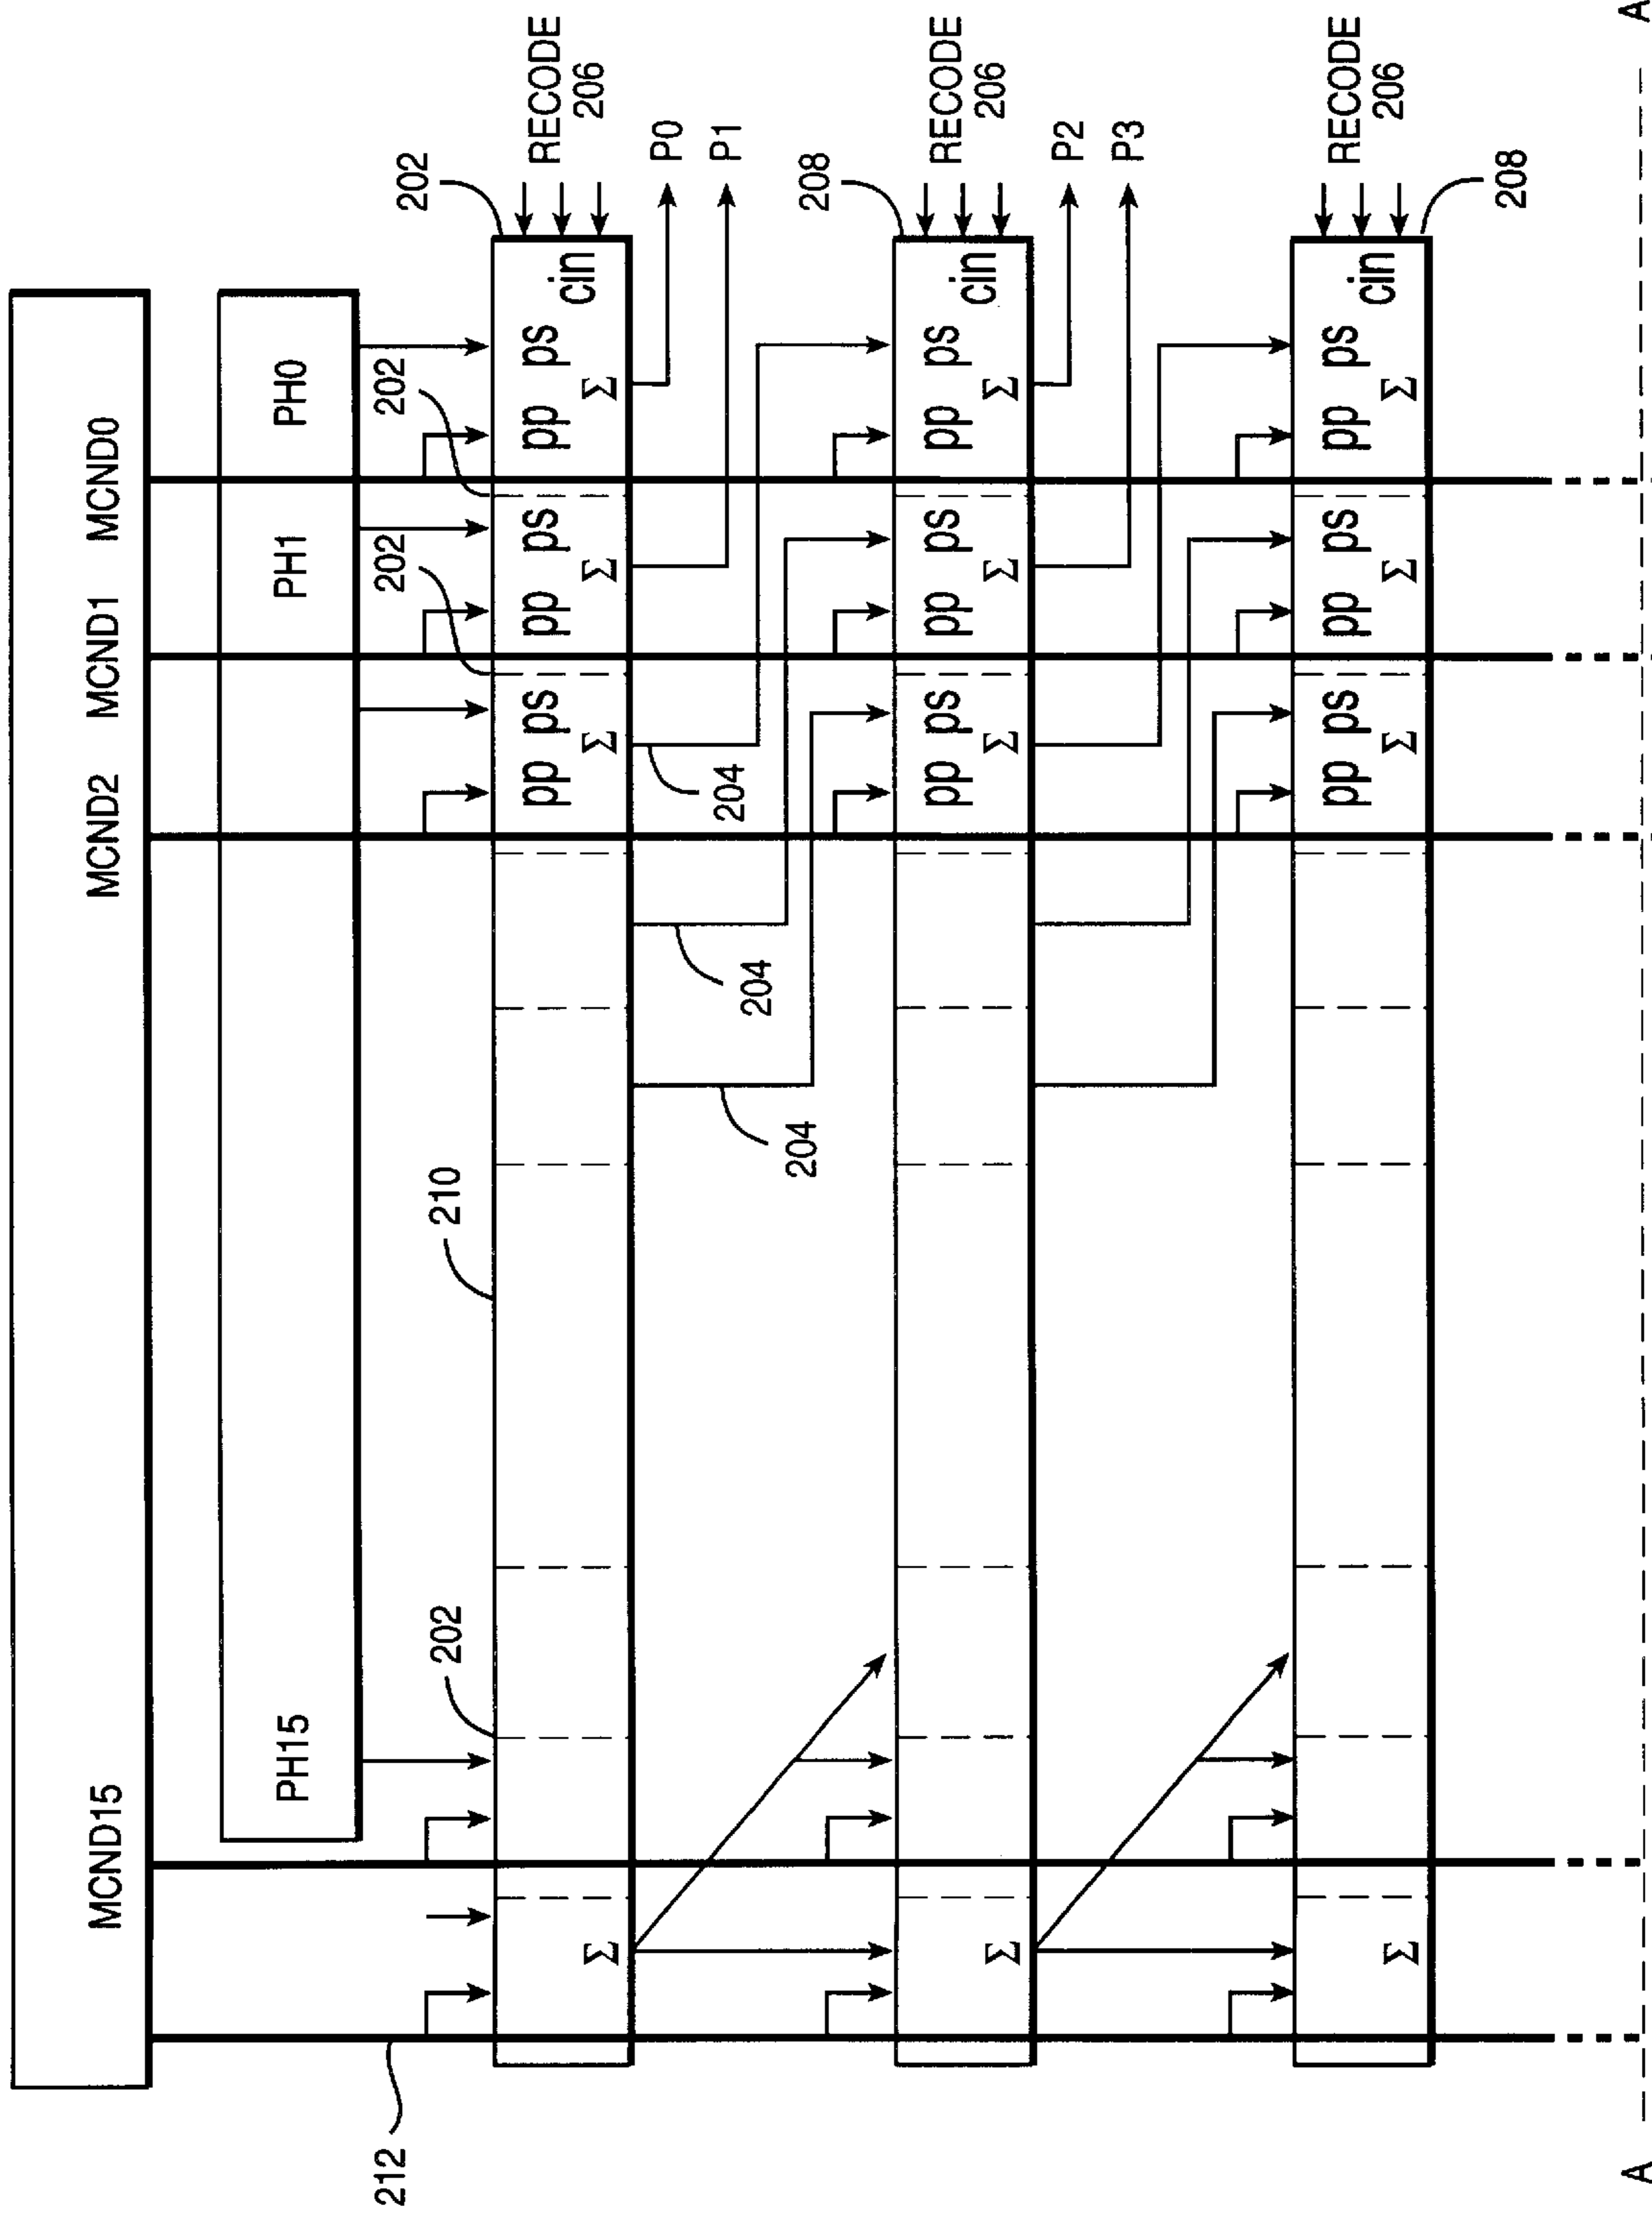 MCND15 MCND2 MCND1 MCND0
PH15 PH1 PH0
212 202 202
202 210 202
pp ps pp ps pp ps RECODE
cin 206
Σ Σ Σ Σ
P0
P1
204
204
204
208
pp ps pp ps pp ps RECODE
cin 206
Σ Σ Σ Σ
P2
P3
pp ps pp ps pp ps RECODE
cin 206
Σ Σ Σ Σ
208
A A